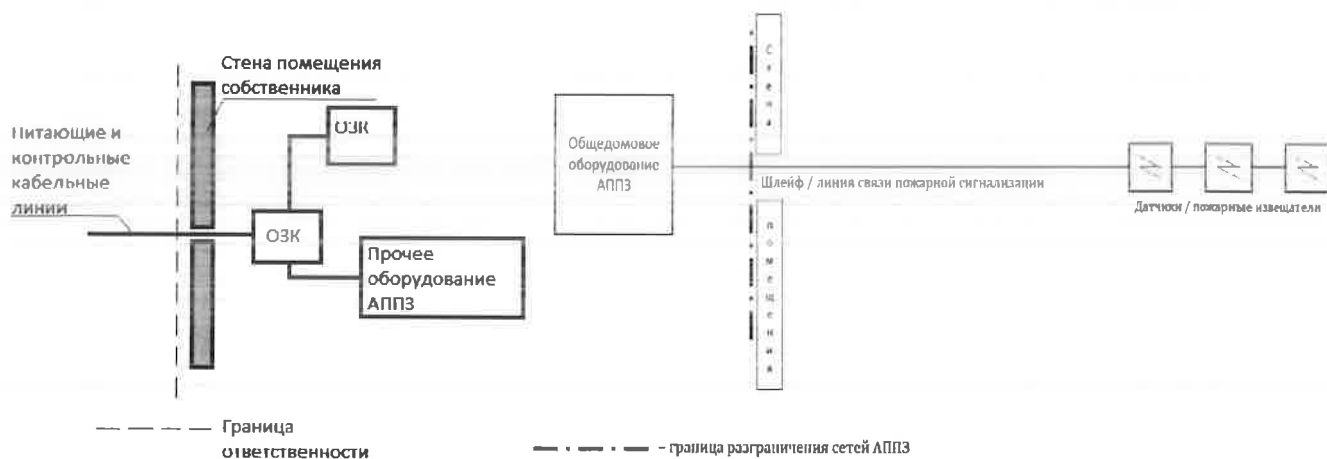 Стена помещения
собственника
Питающие и
контрольные
кабельные
линии
ОЗК
ОЗК
Прочее
оборудование
АППЗ
Граница
ответственности
Общедомовое
оборудование
АППЗ
Стена
помещения
Шлейф / линия связи пожарной сигнализации
Датчики / пожарные извещатели
– граница разграничения сетей АППЗ